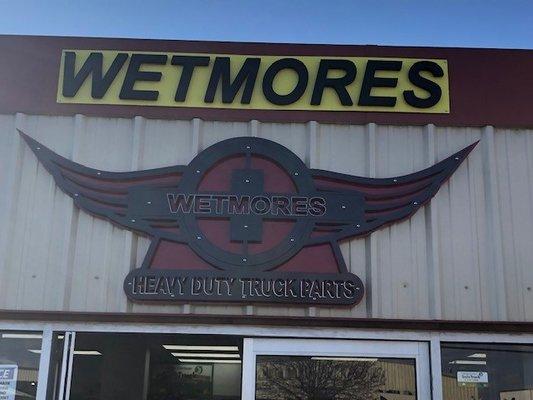 WETMORES
WETMORES
-HEAVY DUTY TRUCK PARTS-